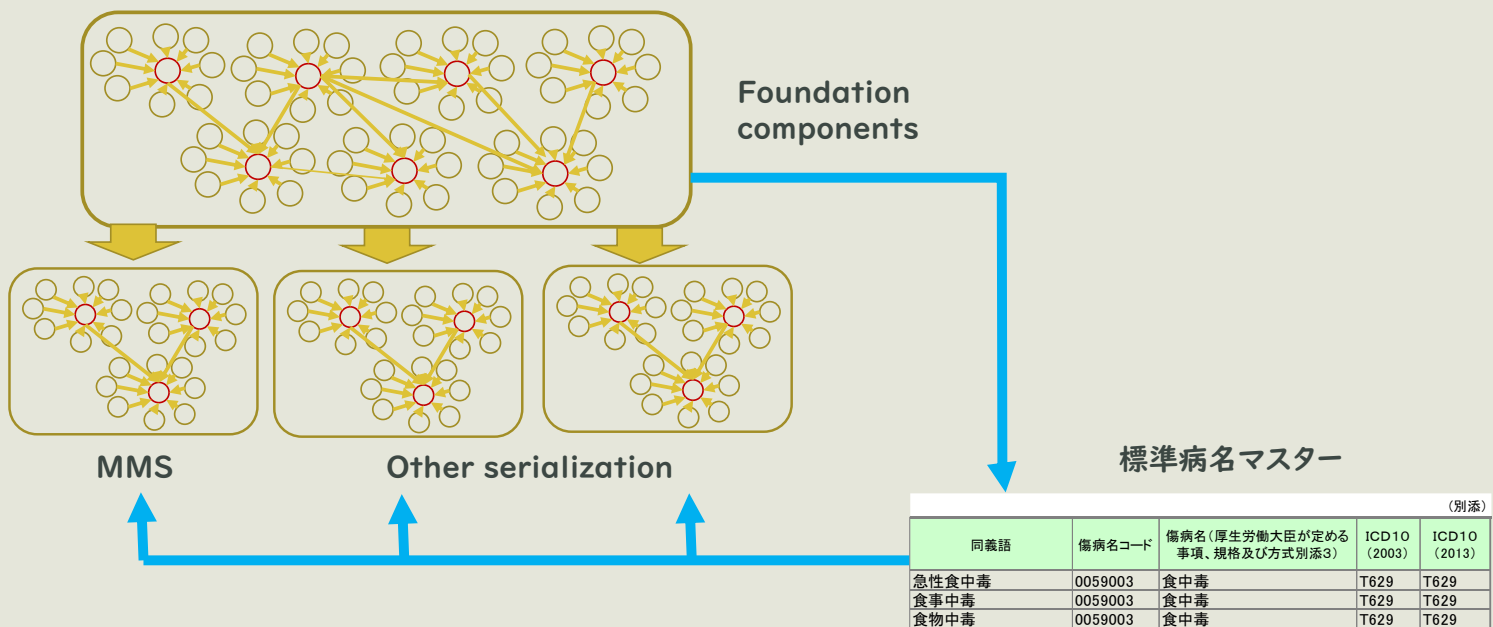 Foundation
components
MMS
Other serialization
標準病名マスター
(別添)
同義語
傷病名コード
傷病名(厚生労働大臣が定める
事項、規格及び方式別添3)
ICD10
(2003)
ICD10
(2013)
急性食中毒 0059003 食中毒 T629 T629
食事中毒 0059003 食中毒 T629 T629
食物中毒 0059003 食中毒 T629 T629